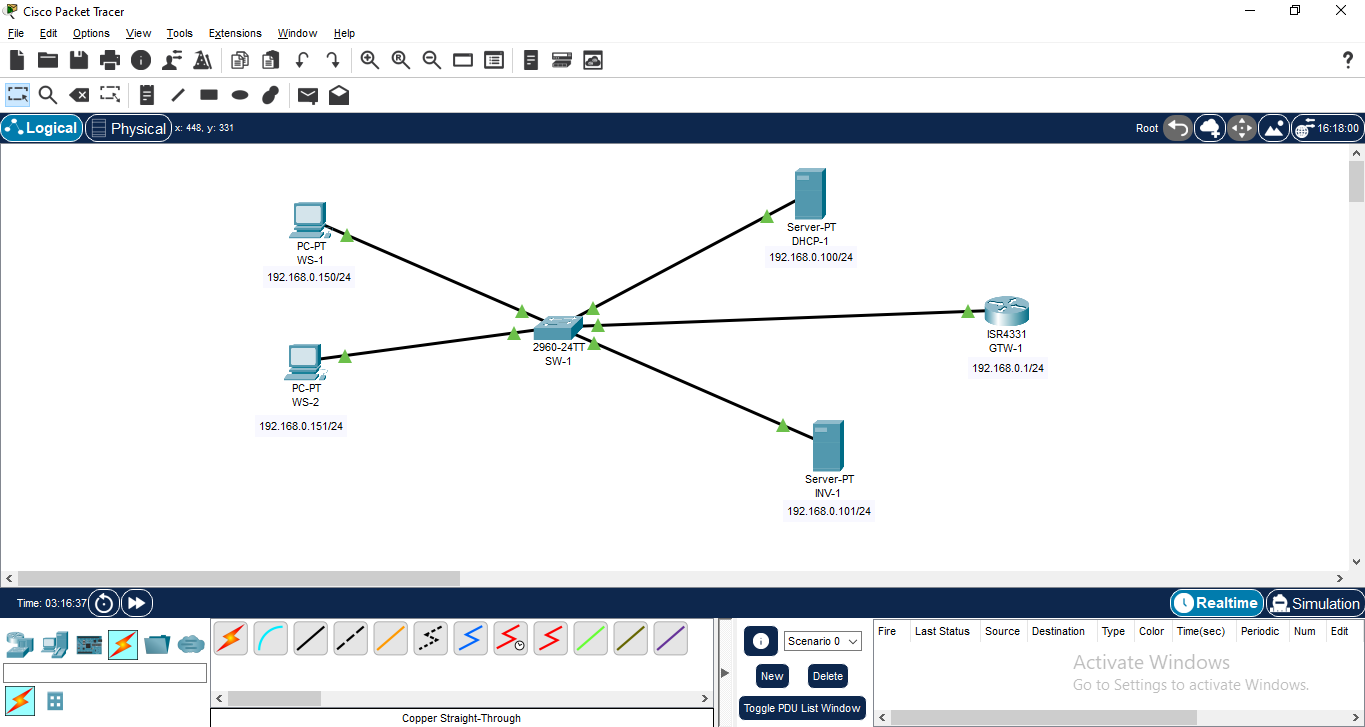 Cisco Packet Tracer
File Edit Options View Tools Extensions Window Help
Logical Physical x: 448, y: 331 Root 16:18:00
Server-PT
DHCP-1
192.168.0.100/24
PC-PT
WS-1
192.168.0.150/24
ISR4331
GTW-1
192.168.0.1/24
2960-24TT
SW-1
PC-PT
WS-2
192.168.0.151/24
Server-PT
INV-1
192.168.0.101/24
Time: 03:16:37 Realtime Simulation
Scenario 0
New Delete
Toggle PDU List Window
Fire Last Status Source Destination Type Color Time(sec) Periodic Num Edit
Activate Windows
Go to Settings to activate Windows.
Copper Straight-Through